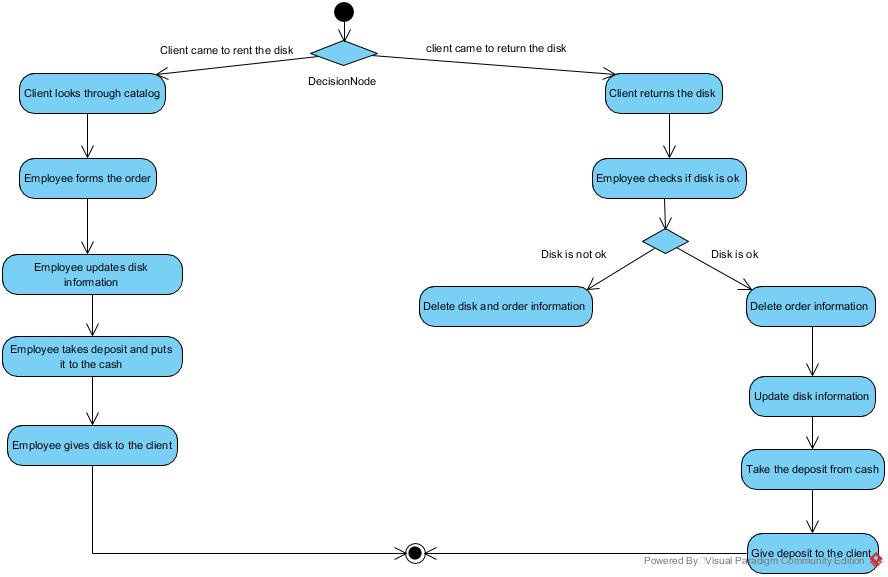 Client came to rent the disk
client came to return the disk
DecisionNode
Client looks through catalog
Client returns the disk
Employee forms the order
Employee checks if disk is ok
Disk is not ok
Disk is ok
Employee updates disk
information
Delete disk and order information
Delete order information
Employee takes deposit and puts
it to the cash
Update disk information
Employee gives disk to the client
Take the deposit from cash
Give deposit to the client
Powered By Visual Paradigm Community Edition